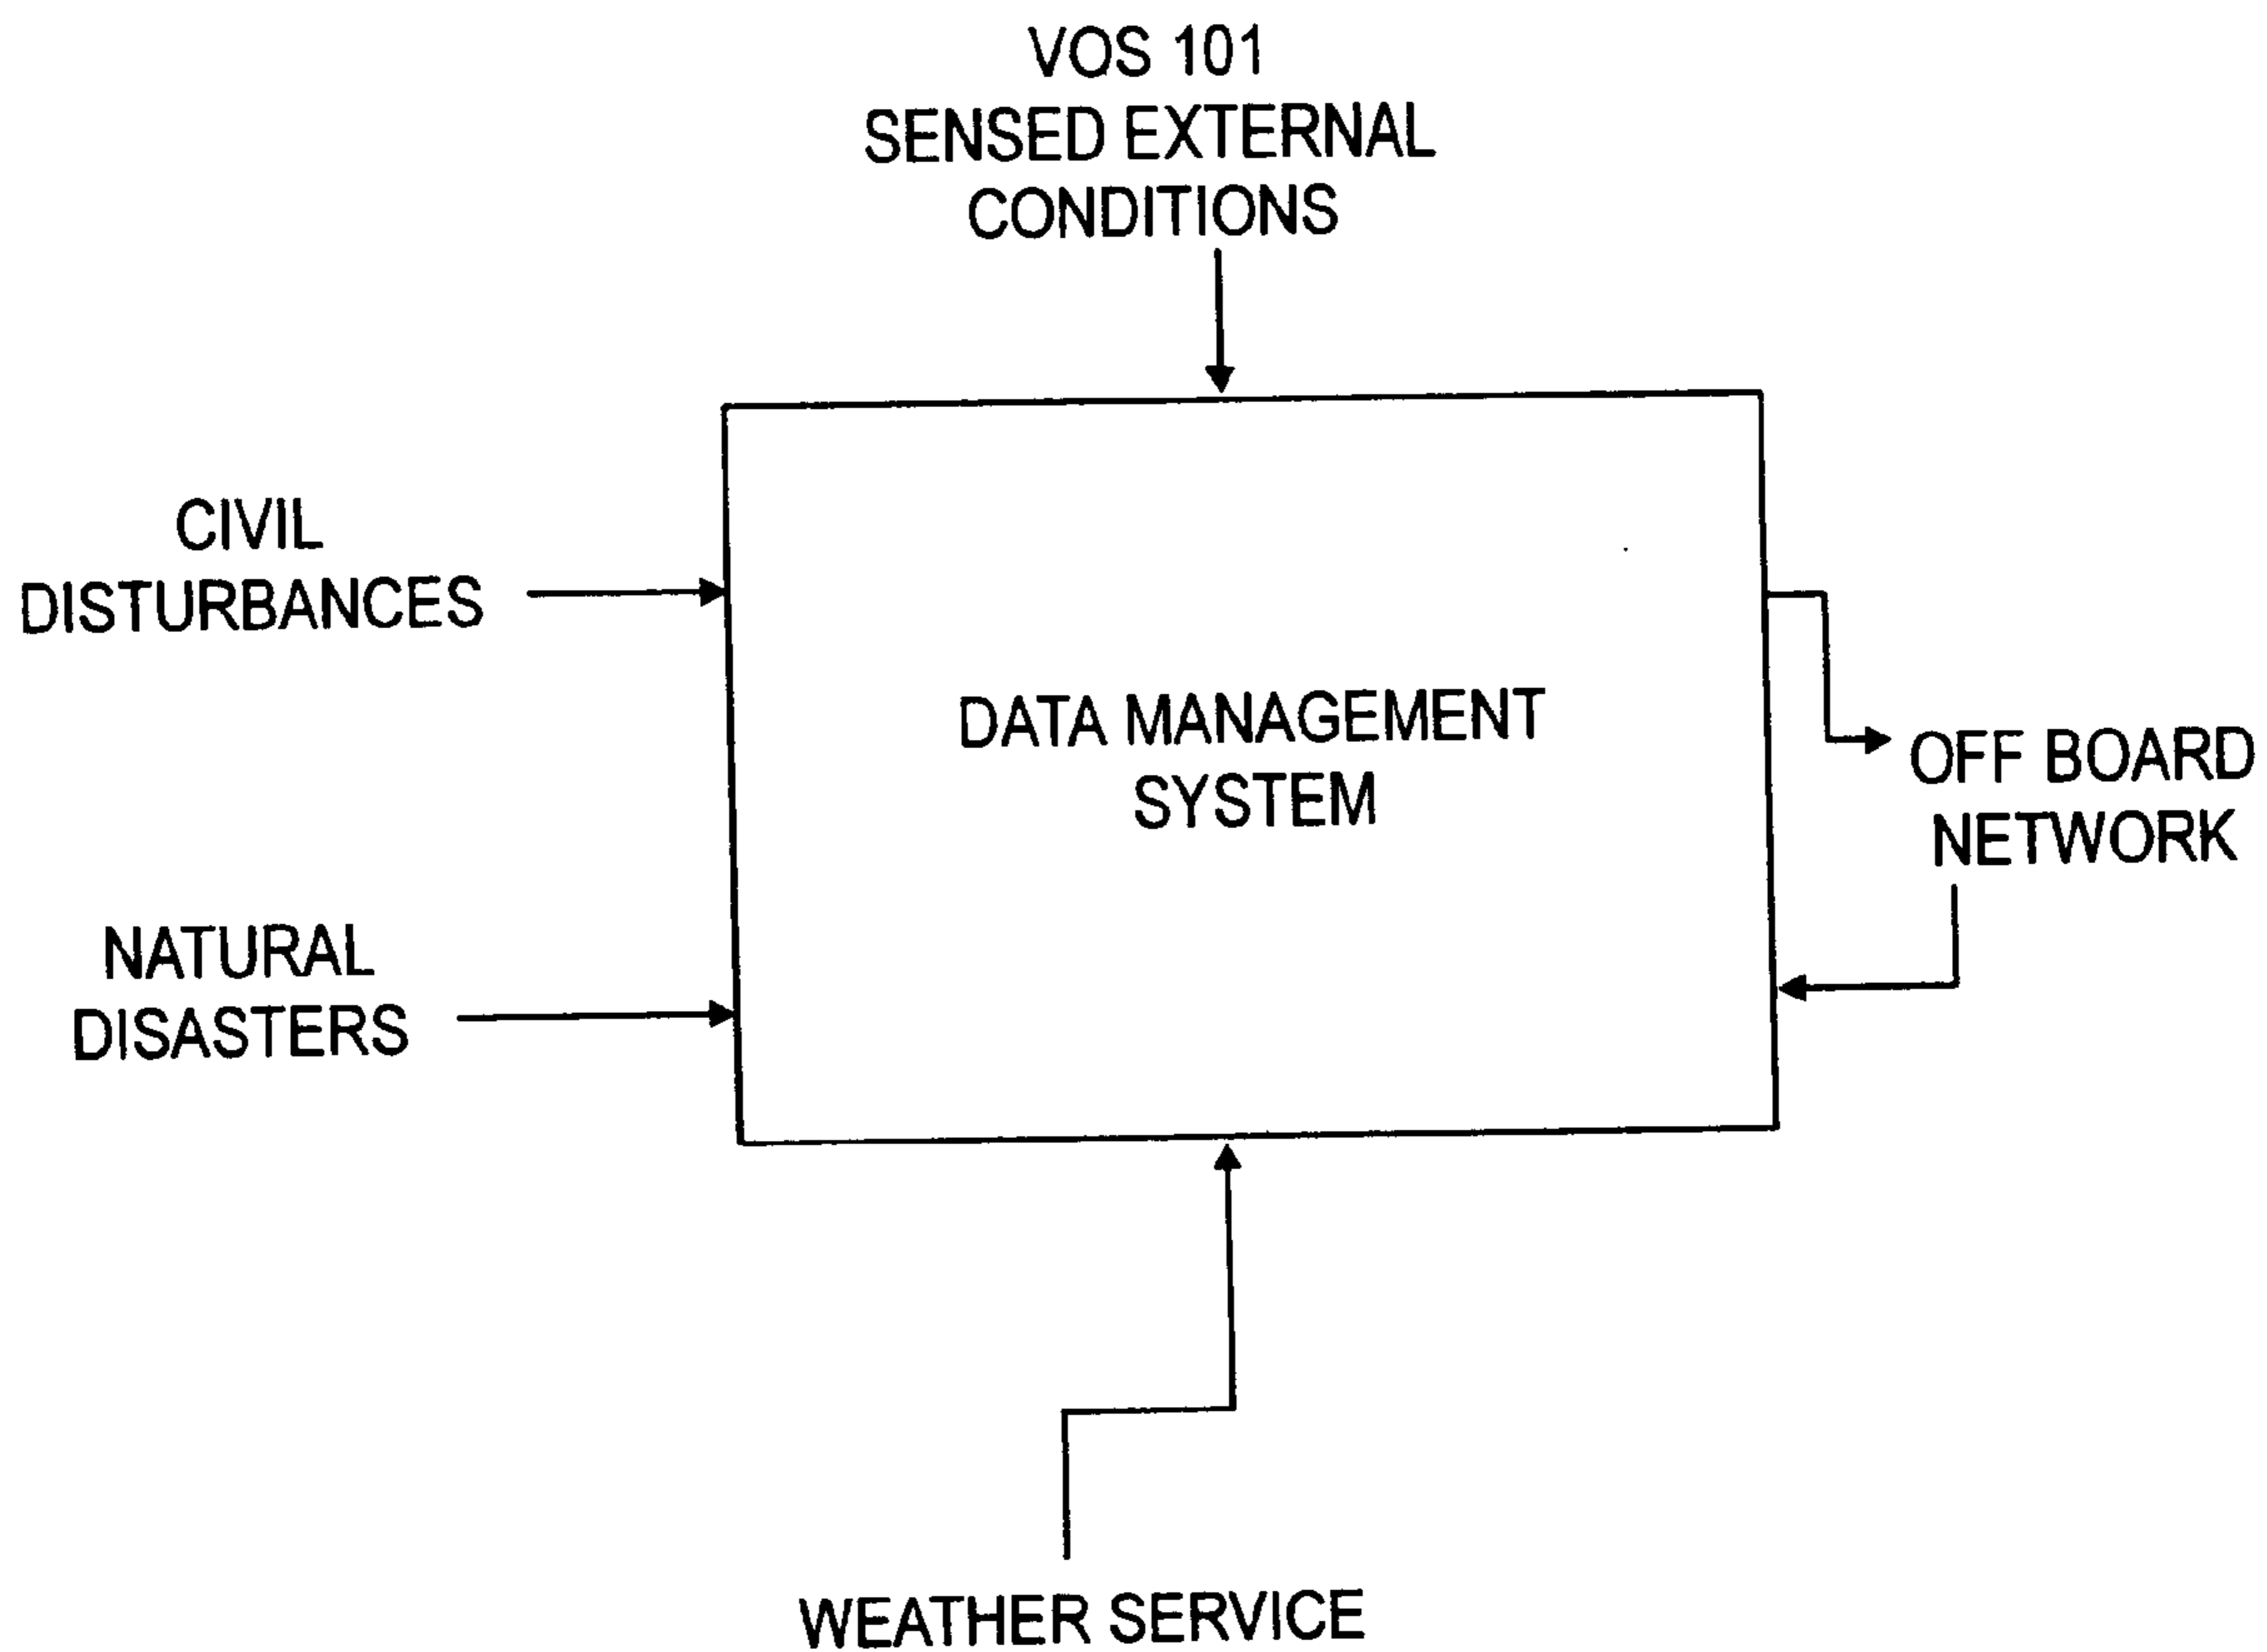 VOS 101
SENSED EXTERNAL
CONDITIONS
CIVIL
DISTURBANCES
DATA MANAGEMENT
SYSTEM
OFF BOARD
NETWORK
NATURAL
DISASTERS
WEATHER SERVICE